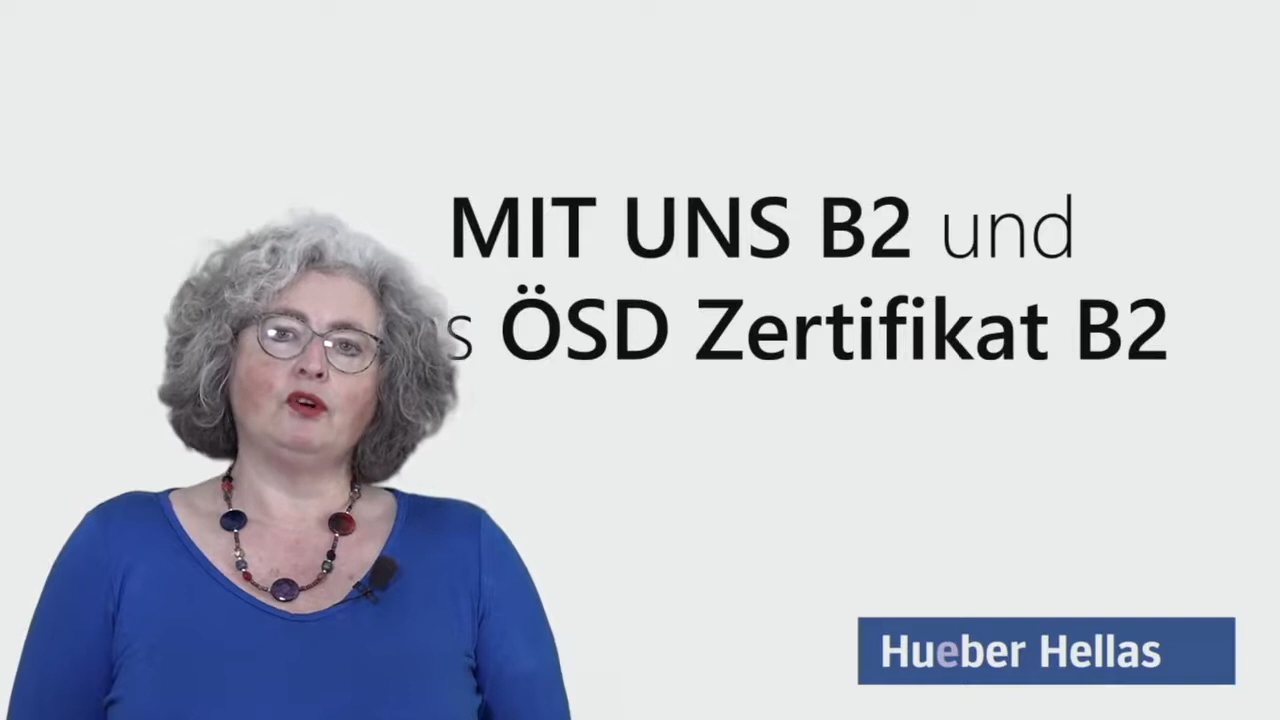 MIT UNS B2 und
s ÖSD Zertifikat B2
Hueber Hellas